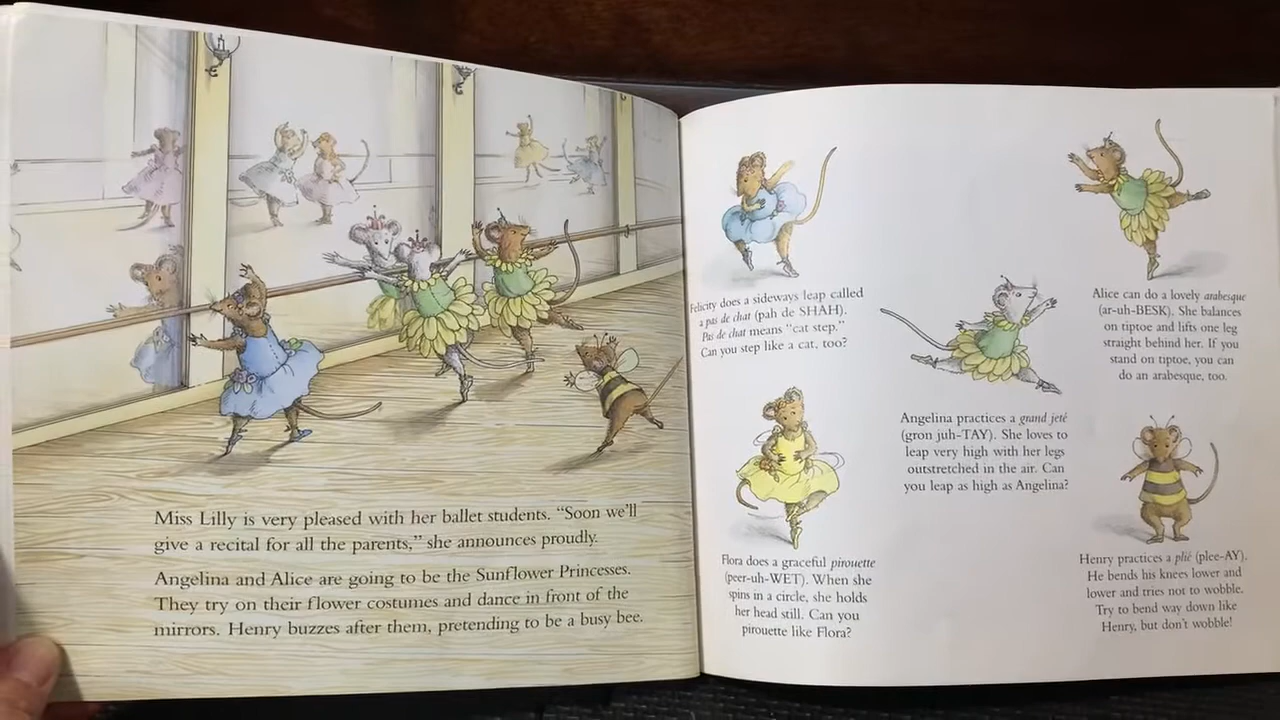 Miss Lilly is very pleased with her ballet students. “Soon we’ll
give a recital for all the parents,” she announces proudly.
Angelina and Alice are going to be the Sunflower Princesses.
They try on their flower costumes and dance in front of the
mirrors. Henry buzzes after them, pretending to be a busy bee.
Felicity does a sideways leap called
a pas de chat (pah de SHAH).
Pas de chat means “cat step.”
Can you step like a cat, too?
Flora does a graceful pirouette
(peer-uh-WET). When she
spins in a circle, she holds
her head still. Can you
pirouette like Flora?
Angelina practices a grand jeté
(gron juh-TAY). She loves to
leap very high with her legs
outstretched in the air. Can
you leap as high as Angelina?
Alice can do a lovely arabesque
(ar-uh-BESK). She balances
on tiptoe and lifts one leg
straight behind her. If you
stand on tiptoe, you can
do an arabesque, too.
Henry practices a plié (plee-AY).
He bends his knees lower and
lower and tries not to wobble.
Try to bend way down like
Henry, but don’t wobble!